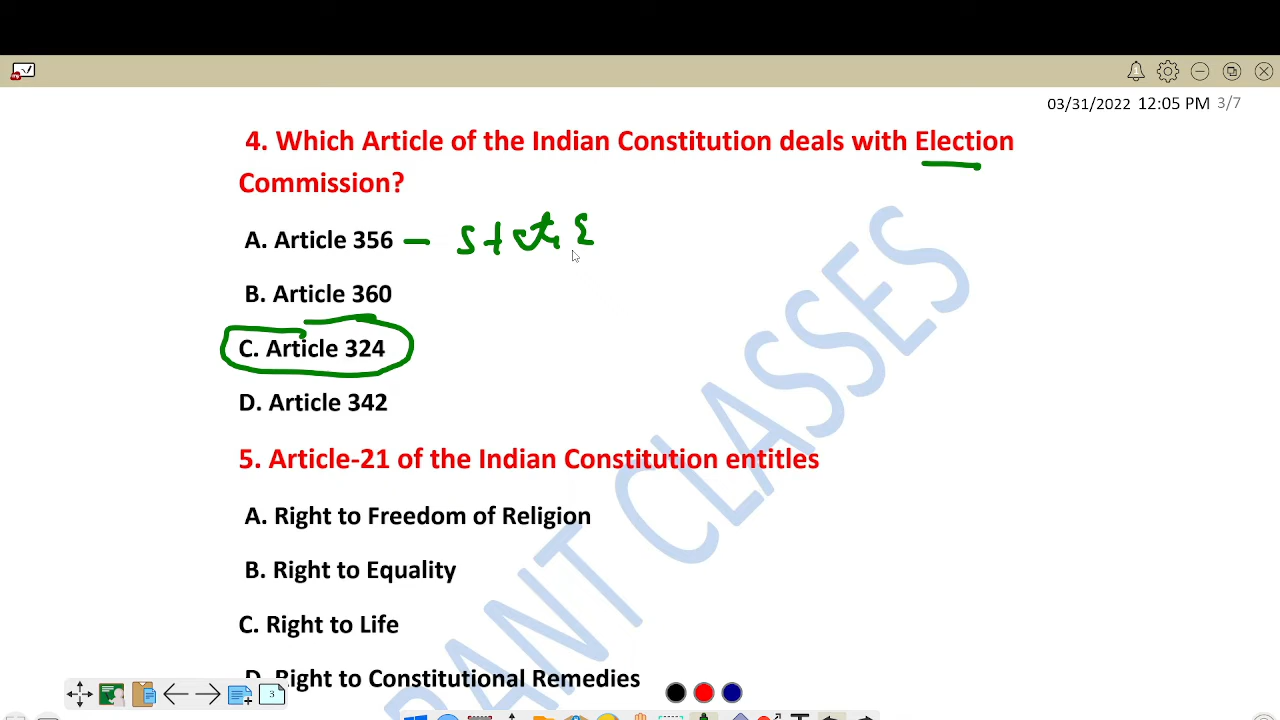 03/31/2022 12:05 PM 3/7
4. Which Article of the Indian Constitution deals with Election
Commission?
A. Article 356 – State
B. Article 360
C. Article 324
D. Article 342
5. Article-21 of the Indian Constitution entitles
A. Right to Freedom of Religion
B. Right to Equality
C. Right to Life
D. Right to Constitutional Remedies
RANT CLASSES
3